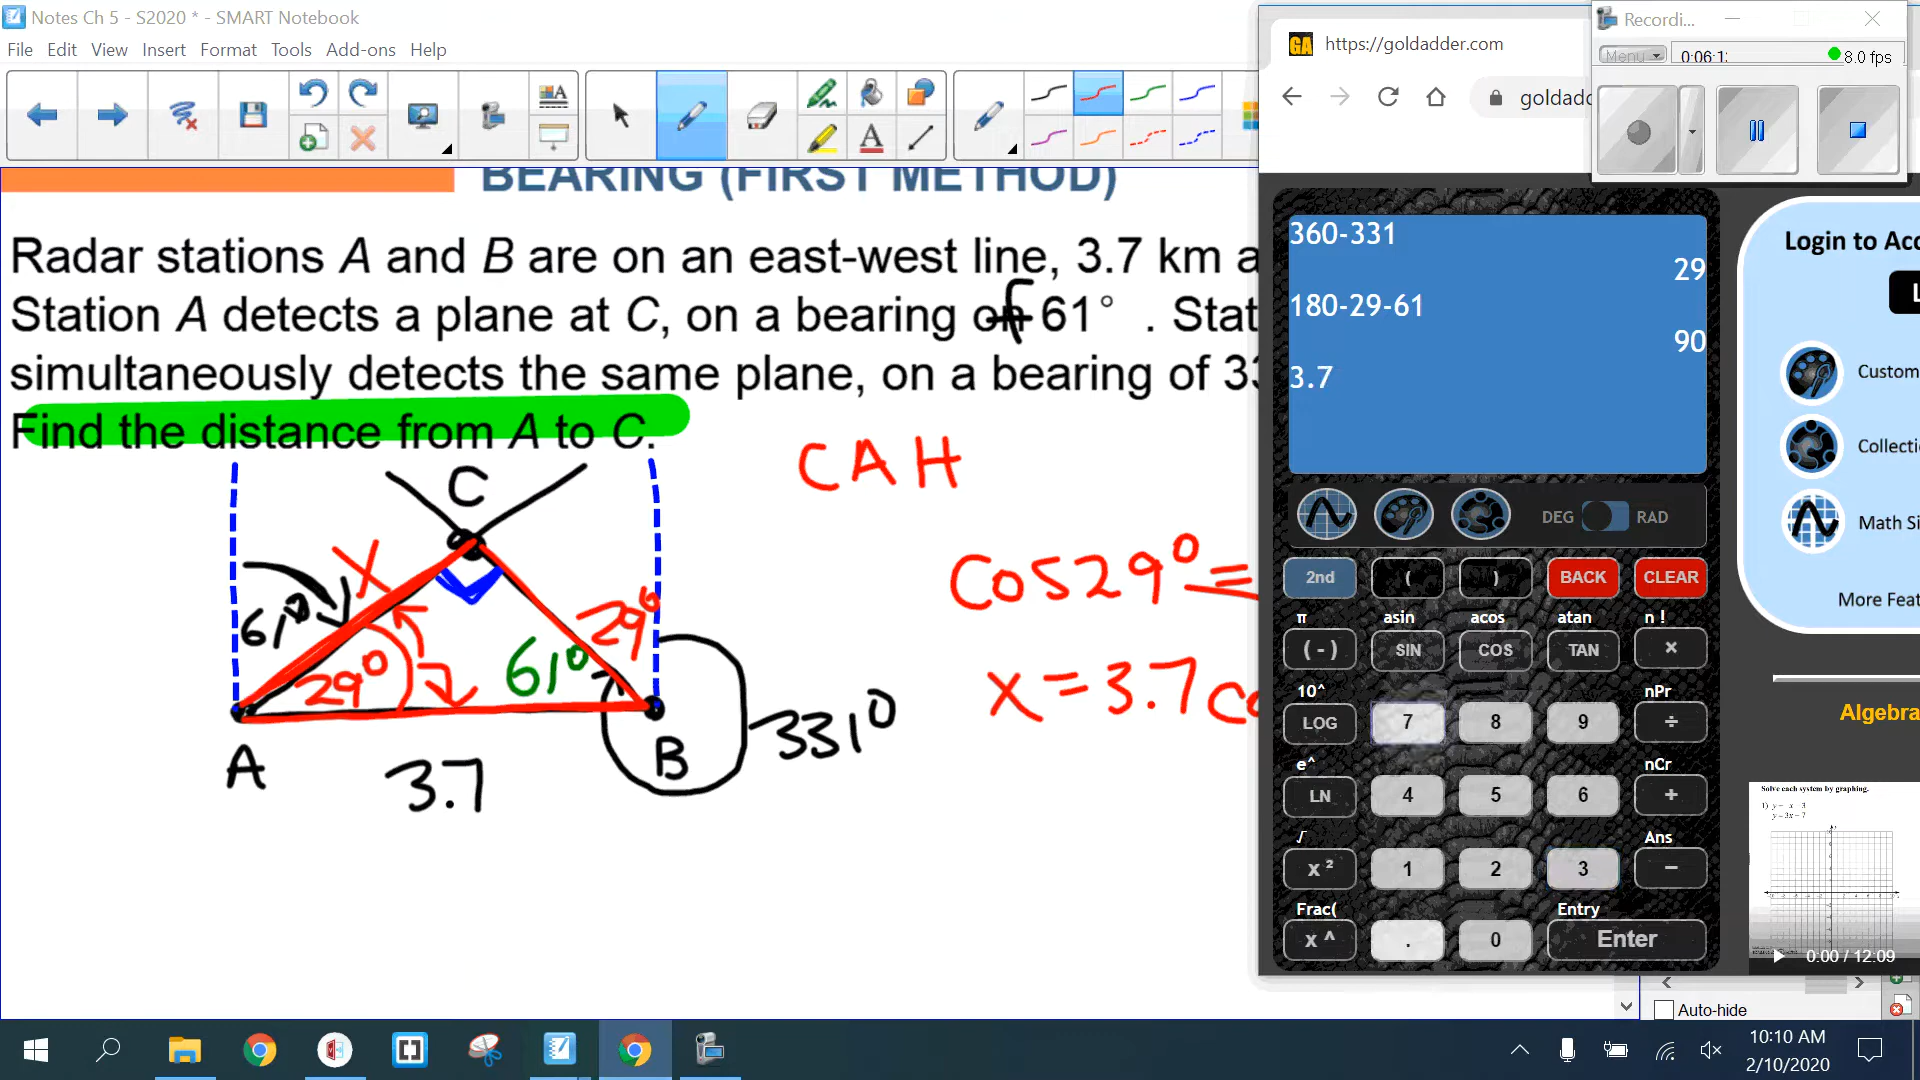 Notes Ch 5 - S2020 * - SMART Notebook
File Edit View Insert Format Tools Add-ons Help
BEARING (FIRST METHOD)
Radar stations A and B are on an east-west line, 3.7 km a
Station A detects a plane at C, on a bearing of 61° . Stat
simultaneously detects the same plane, on a bearing of 33
Find the distance from A to C.
C
X
61°
29°
61°
29°
A
3.7
B
331°
CAH
Cos29°=
x=3.7co
https://goldadder.com
goldadd
Recordi...
Menu
0:06:1
8.0 fps
360-331
29
180-29-61
90
3.7
DEG RAD
2nd ( ) BACK CLEAR
π asin acos atan n !
(-) SIN COS TAN ×
10^ nPr
LOG 7 8 9 ÷
e^ nCr
LN 4 5 6 +
√ Ans
x ² 1 2 3 −
Frac( Entry
x ^ . 0 Enter
Login to Acc
L
Custom
Collecti
Math Si
More Feat
Algebra
Solve each system by graphing.
0:00 / 12:09
Auto-hide
10:10 AM
2/10/2020